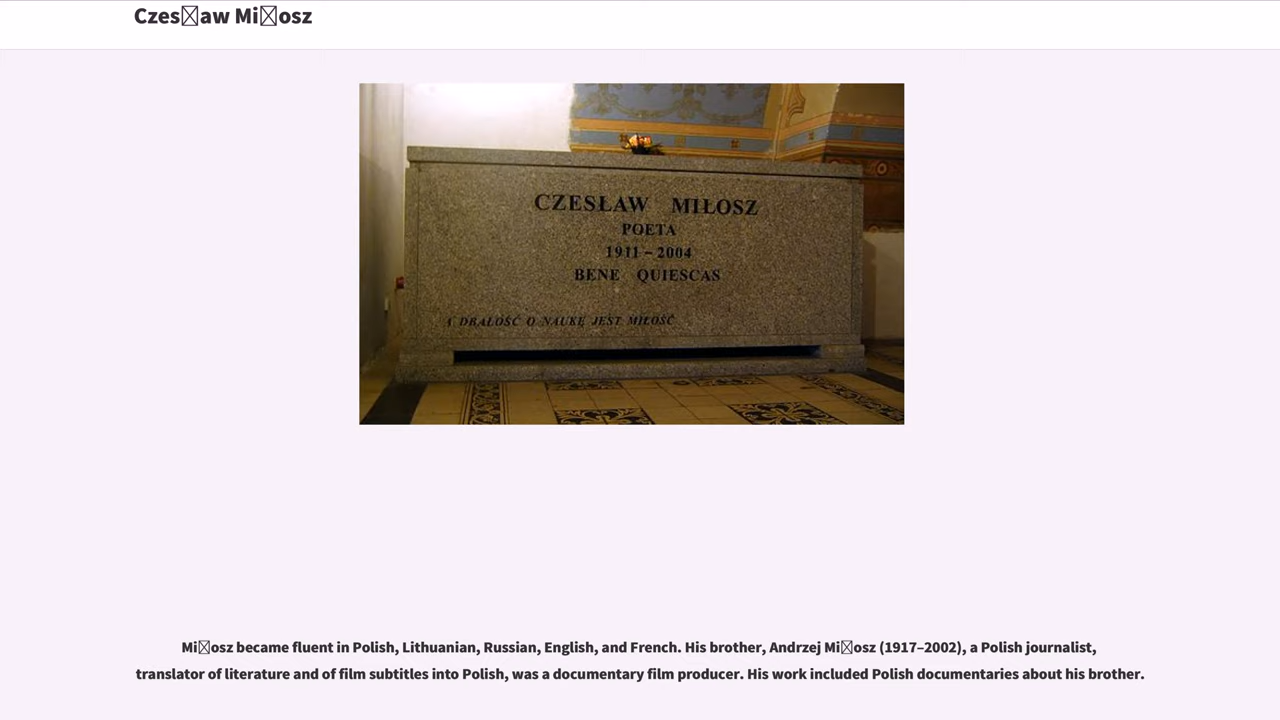 Czes☒aw Mi☒osz
CZESŁAW MIŁOSZ
POETA
1911 – 2004
BENE QUIESCAS
A DBAŁOŚĆ O NAUKĘ JEST MIŁOŚĆ
Mi☒osz became fluent in Polish, Lithuanian, Russian, English, and French. His brother, Andrzej Mi☒osz (1917–2002), a Polish journalist,
translator of literature and of film subtitles into Polish, was a documentary film producer. His work included Polish documentaries about his brother.